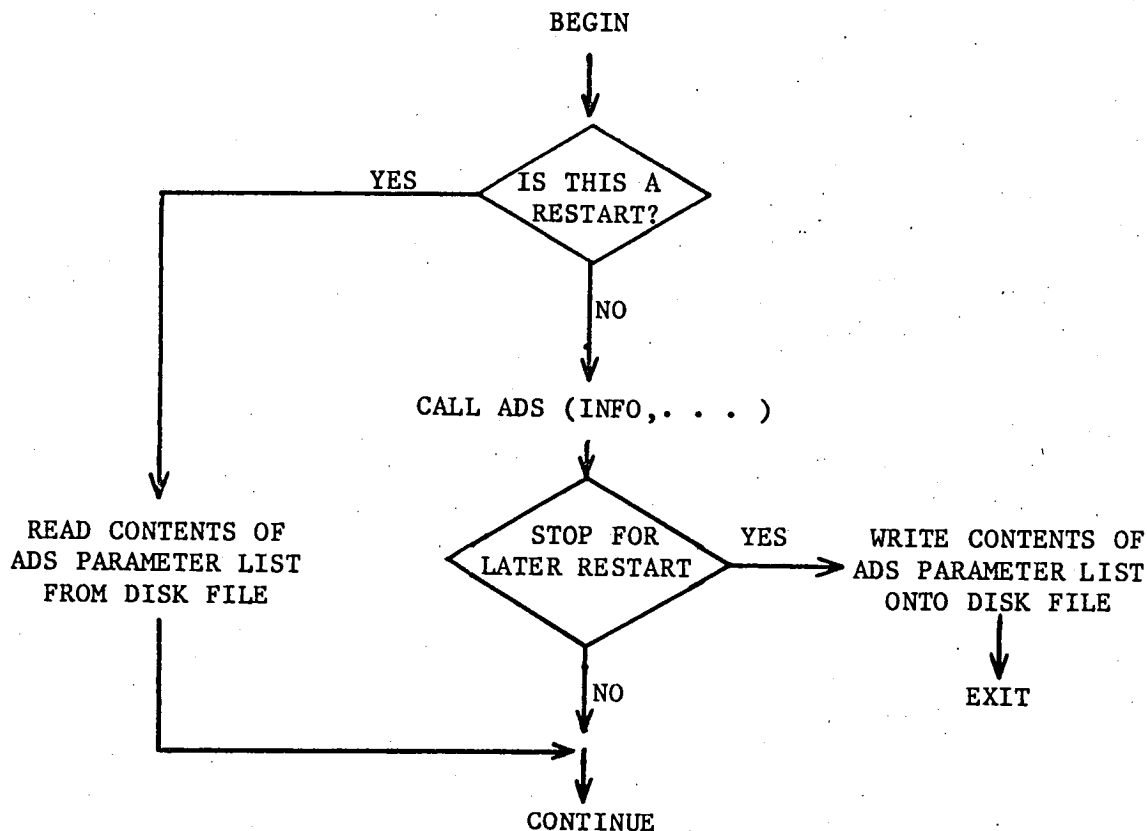 BEGIN
YES
IS THIS A
RESTART?
NO
CALL ADS (INFO,. . . )
READ CONTENTS OF
ADS PARAMETER LIST
FROM DISK FILE
STOP FOR
LATER RESTART
YES
WRITE CONTENTS OF
ADS PARAMETER LIST
ONTO DISK FILE
NO
EXIT
CONTINUE